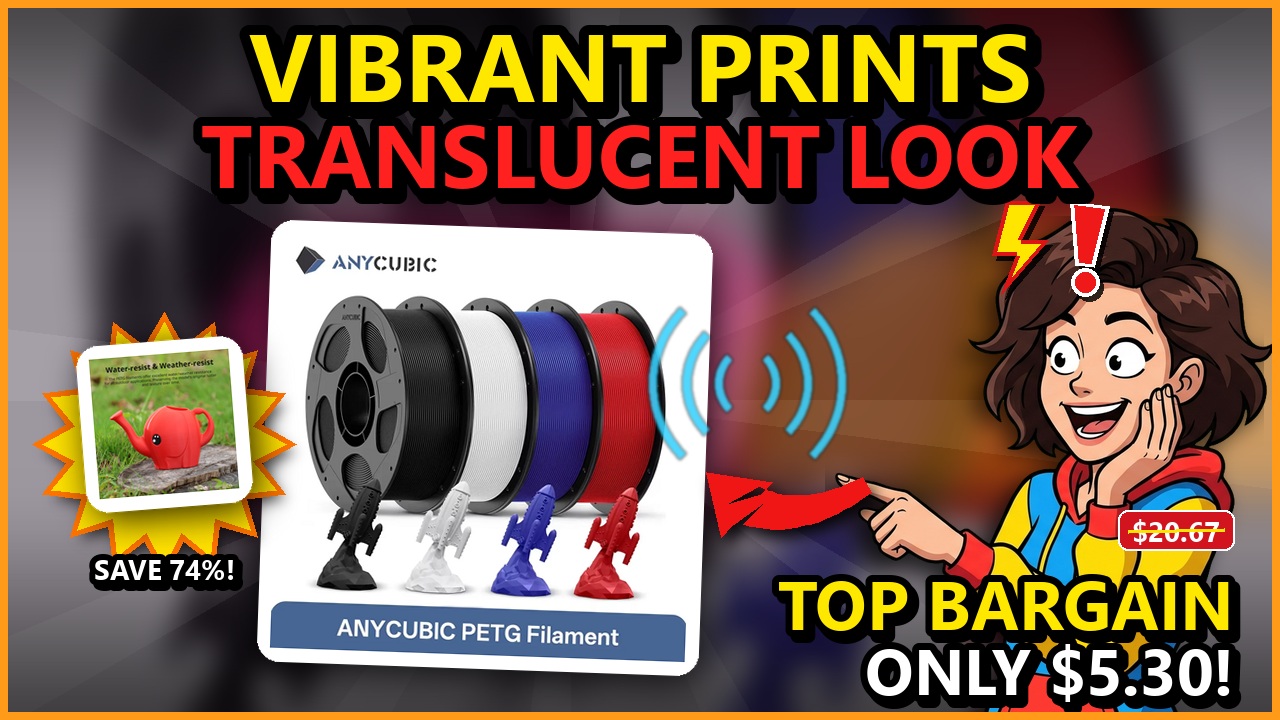 VIBRANT PRINTS
TRANSLUCENT LOOK
ANYCUBIC
ANYCUBIC
Water-resist & Weather-resist
SAVE 74%!
ANYCUBIC PETG Filament
$20.67
TOP BARGAIN
ONLY $5.30!